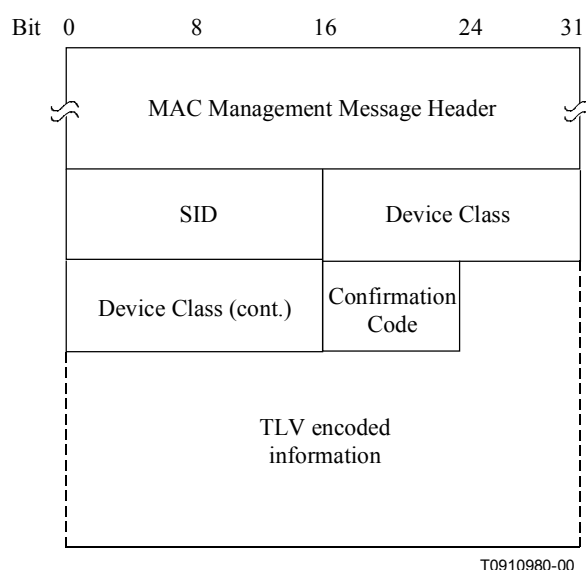 Bit 0 8 16 24 31
MAC Management Message Header
SID Device Class
Device Class (cont.) Confirmation
Code
TLV encoded
information
T0910980-00